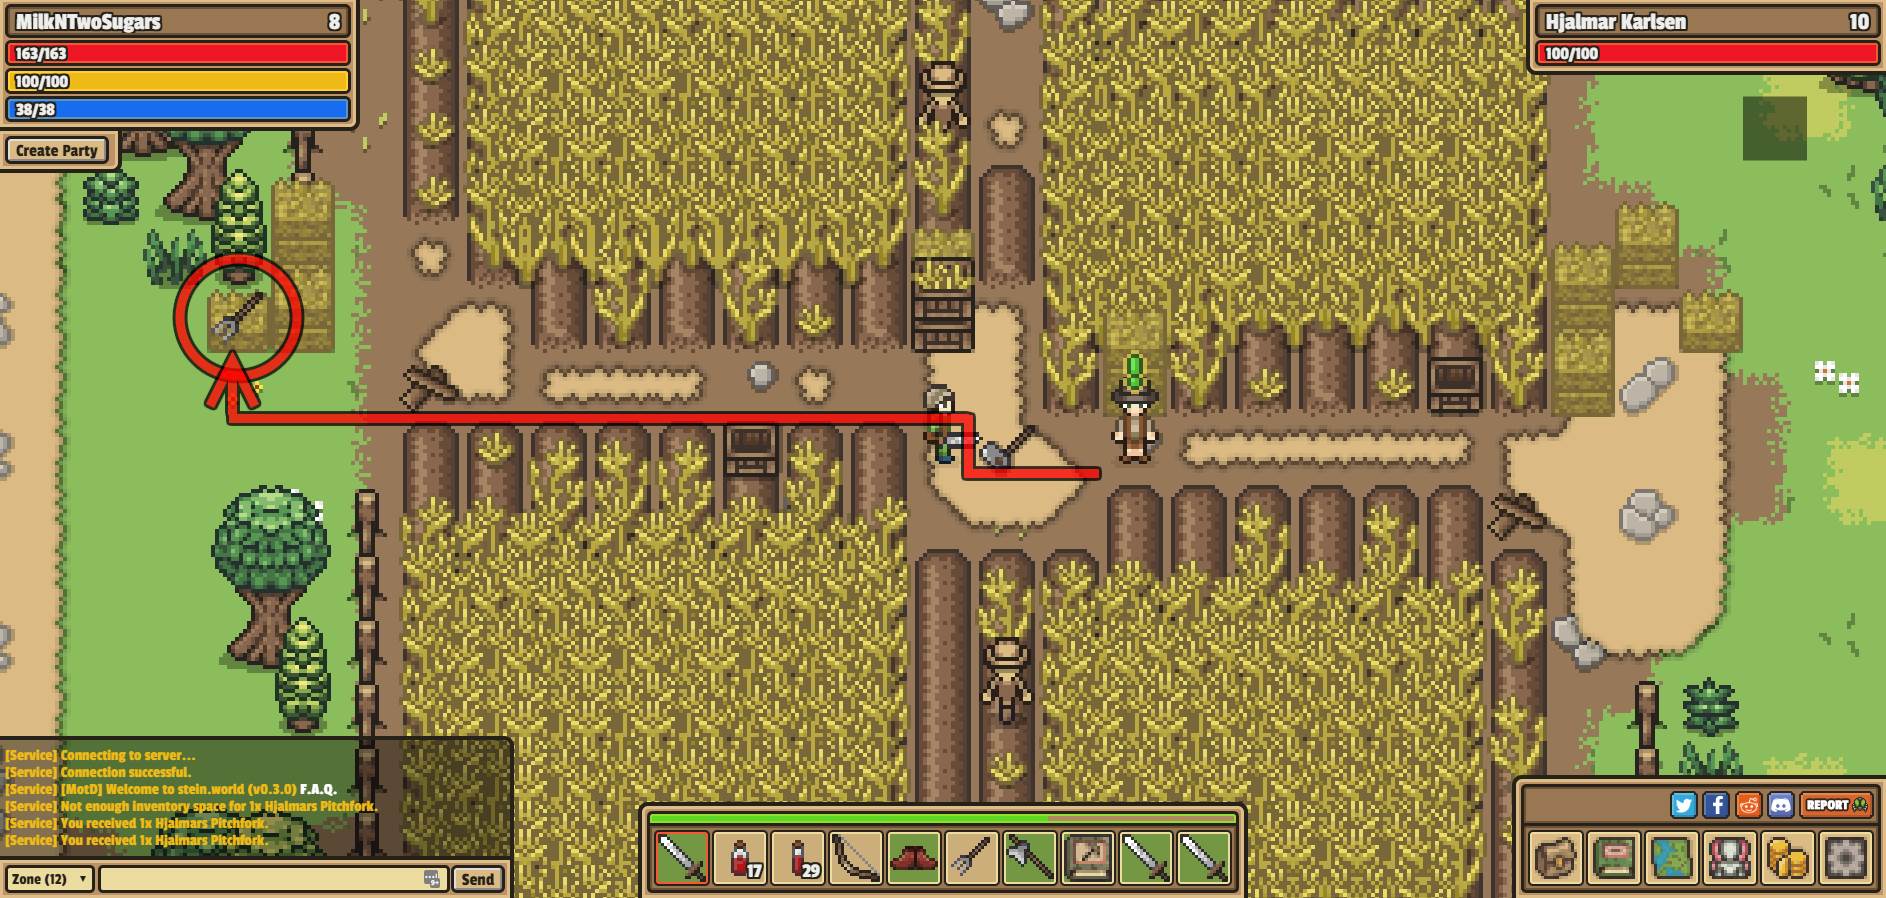 MilkNTwoSugars 8
163/163
100/100
38/38
Create Party
Hjalmar Karlsen 10
100/100
[Service] Connecting to server...
[Service] Connection successful.
[Service] [MotD] Welcome to stein.world (v0.3.0) F.A.Q.
[Service] Not enough inventory space for 1x Hjalmars Pitchfork.
[Service] You received 1x Hjalmars Pitchfork.
[Service] You received 1x Hjalmars Pitchfork.
Zone (12)
Send
17
29
REPORT